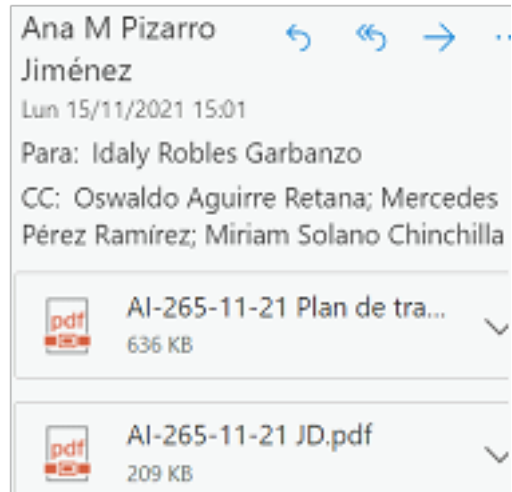 Ana M Pizarro
Jiménez
Lun 15/11/2021 15:01
Para: Idaly Robles Garbanzo
CC: Oswaldo Aguirre Retana; Mercedes
Pérez Ramírez; Miriam Solano Chinchilla
pdf
AI-265-11-21 Plan de tra...
636 KB
pdf
AI-265-11-21 JD.pdf
209 KB